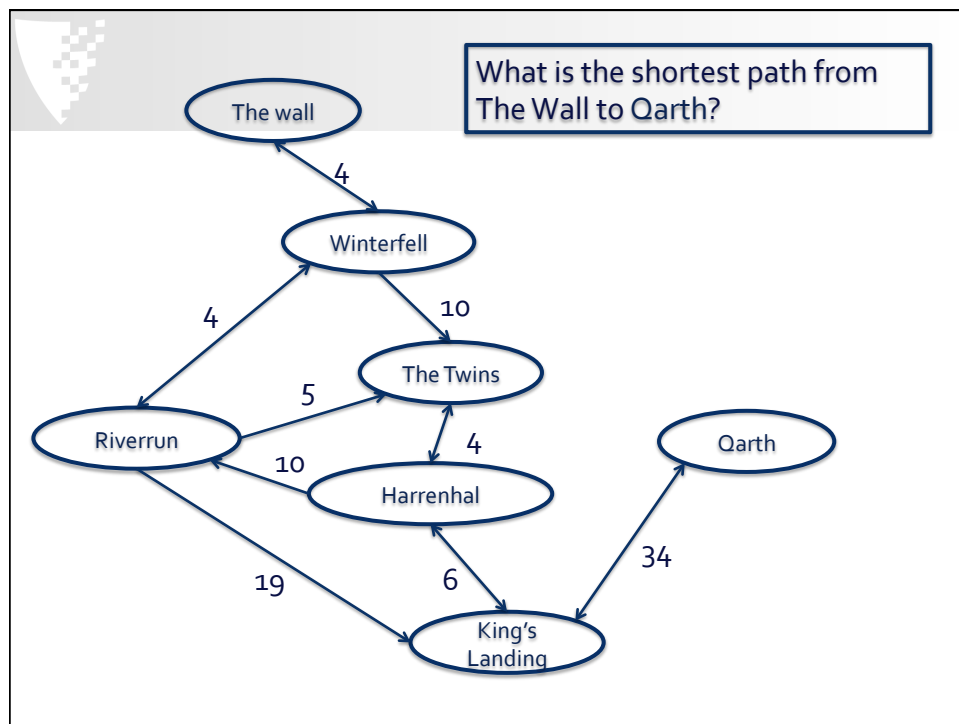 What is the shortest path from
The Wall to Qarth?
The wall
4
Winterfell
4
10
The Twins
5
Riverrun
4
Qarth
10
Harrenhal
19
6
34
King's
Landing